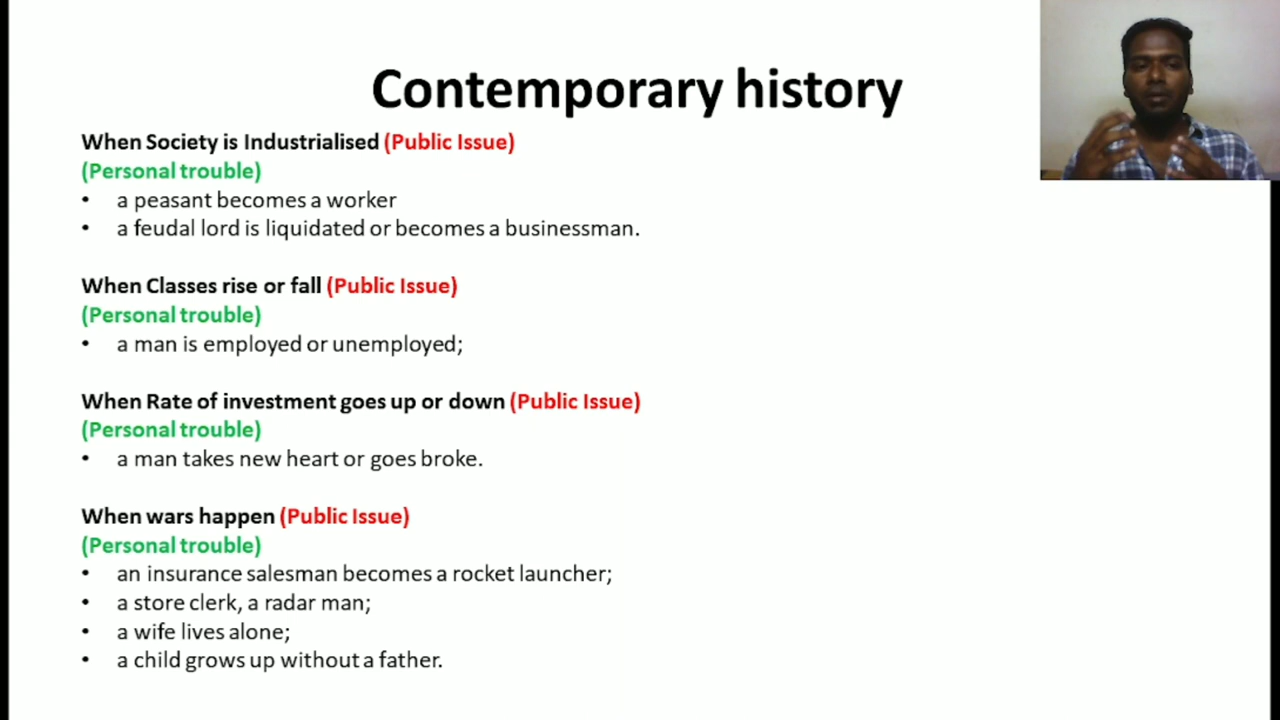 Contemporary history
When Society is Industrialised (Public Issue)
(Personal trouble)
• a peasant becomes a worker
• a feudal lord is liquidated or becomes a businessman.
When Classes rise or fall (Public Issue)
(Personal trouble)
• a man is employed or unemployed;
When Rate of investment goes up or down (Public Issue)
(Personal trouble)
• a man takes new heart or goes broke.
When wars happen (Public Issue)
(Personal trouble)
• an insurance salesman becomes a rocket launcher;
• a store clerk, a radar man;
• a wife lives alone;
• a child grows up without a father.